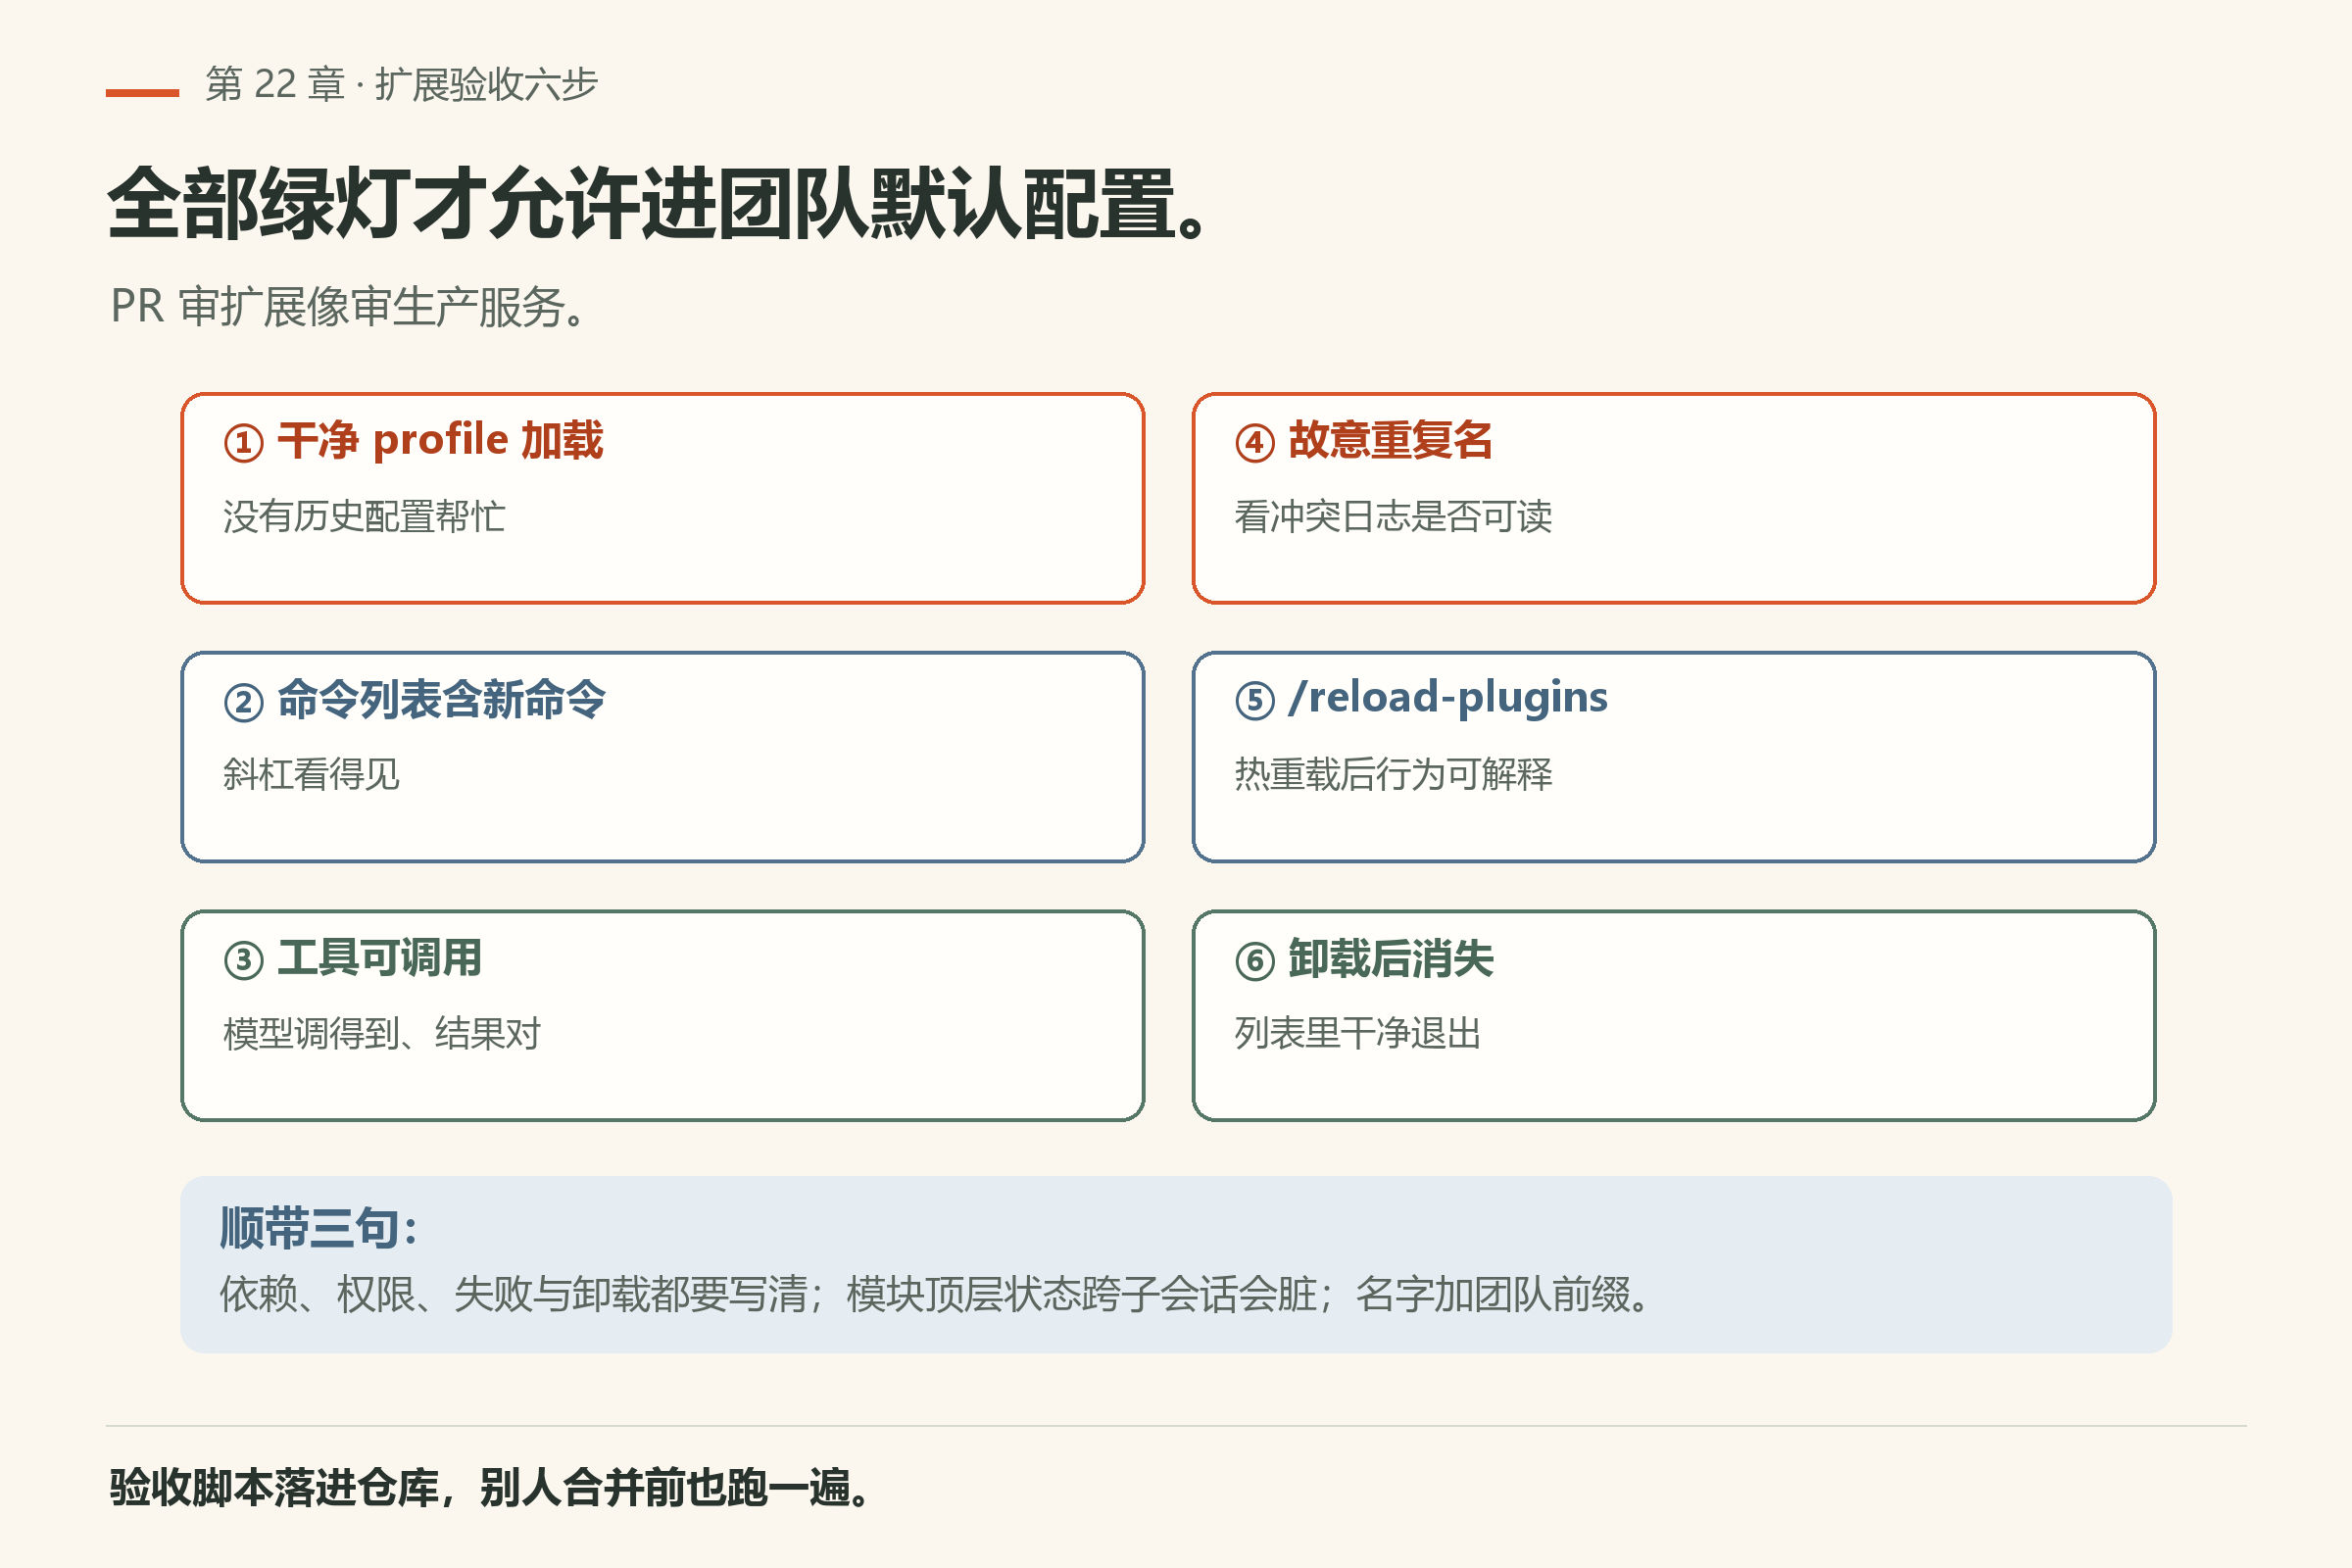 第 22 章 · 扩展验收六步
全部绿灯才允许进团队默认配置。
PR 审扩展像审生产服务。
① 干净 profile 加载
没有历史配置帮忙
② 命令列表含新命令
斜杠看得见
③ 工具可调用
模型调得到、结果对
④ 故意重复名
看冲突日志是否可读
⑤ /reload-plugins
热重载后行为可解释
⑥ 卸载后消失
列表里干净退出
顺带三句：
依赖、权限、失败与卸载都要写清；模块顶层状态跨子会话会脏；名字加团队前缀。
验收脚本落进仓库，别人合并前也跑一遍。